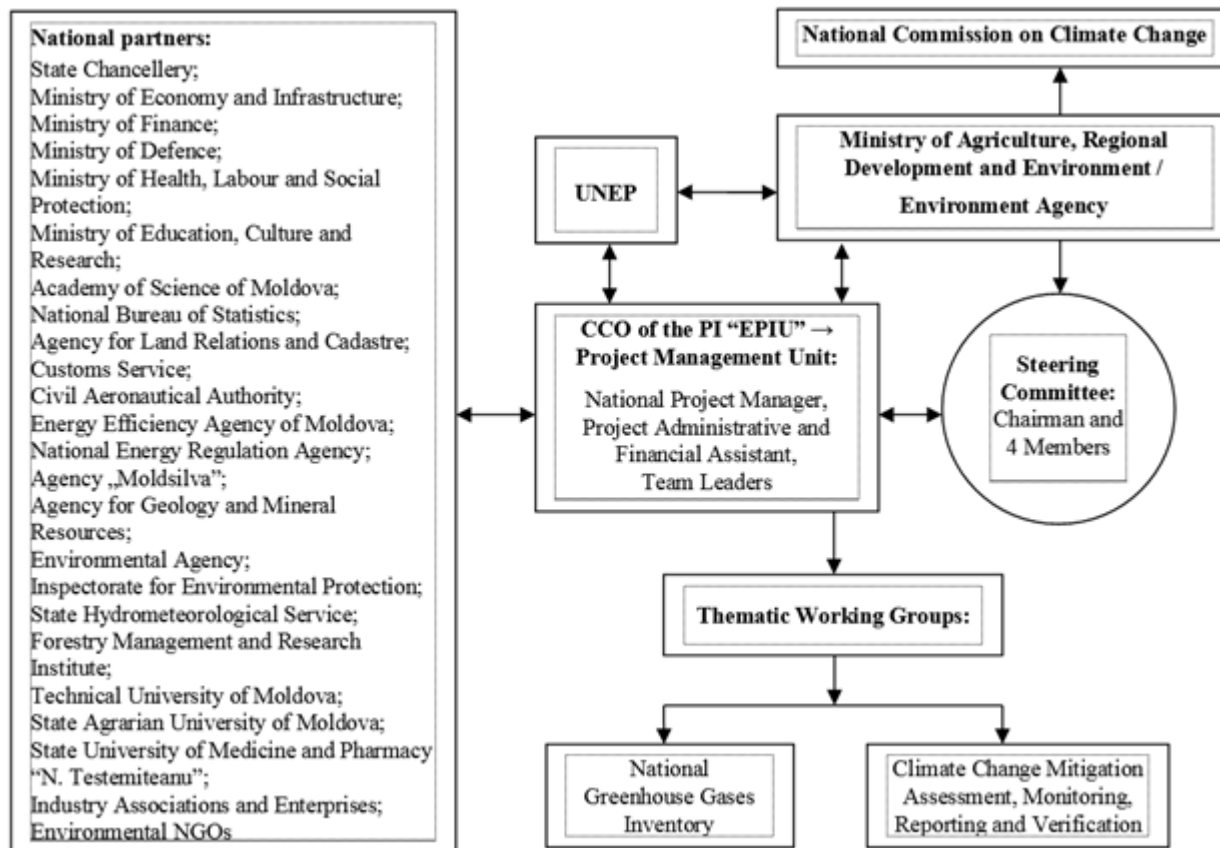 National partners:
State Chancellery;
Ministry of Economy and Infrastructure;
Ministry of Finance;
Ministry of Defence;
Ministry of Health, Labour and Social
Protection;
Ministry of Education, Culture and
Research;
Academy of Science of Moldova;
National Bureau of Statistics;
Agency for Land Relations and Cadastre;
Customs Service;
Civil Aeronautical Authority;
Energy Efficiency Agency of Moldova;
National Energy Regulation Agency;
Agency „Moldsilva”;
Agency for Geology and Mineral
Resources;
Environmental Agency;
Inspectorate for Environmental Protection;
State Hydrometeorological Service;
Forestry Management and Research
Institute;
Technical University of Moldova;
State Agrarian University of Moldova;
State University of Medicine and Pharmacy
“N. Testemiteanu”;
Industry Associations and Enterprises;
Environmental NGOs
National Commission on Climate Change
Ministry of Agriculture, Regional
Development and Environment /
Environment Agency
UNEP
CCO of the PI “EPIU” →
Project Management Unit:
National Project Manager,
Project Administrative and
Financial Assistant,
Team Leaders
Steering
Committee:
Chairman and
4 Members
Thematic Working Groups:
National
Greenhouse Gases
Inventory
Climate Change Mitigation
Assessment, Monitoring,
Reporting and Verification